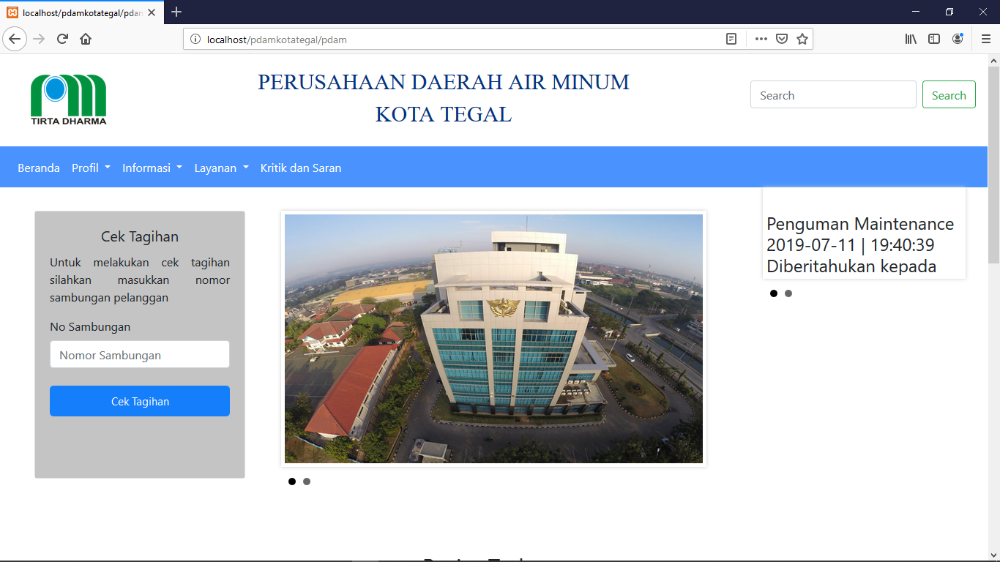 localhost/pdamkotategal/pdam
localhost/pdamkotategal/pdam
TIRTA DHARMA
PERUSAHAAN DAERAH AIR MINUM
KOTA TEGAL
Search
Search
Beranda
Profil
Informasi
Layanan
Kritik dan Saran
Cek Tagihan
Untuk melakukan cek tagihan
silahkan masukkan nomor
sambungan pelanggan
No Sambungan
Nomor Sambungan
Cek Tagihan
Penguman Maintenance
2019-07-11 | 19:40:39
Diberitahukan kepada